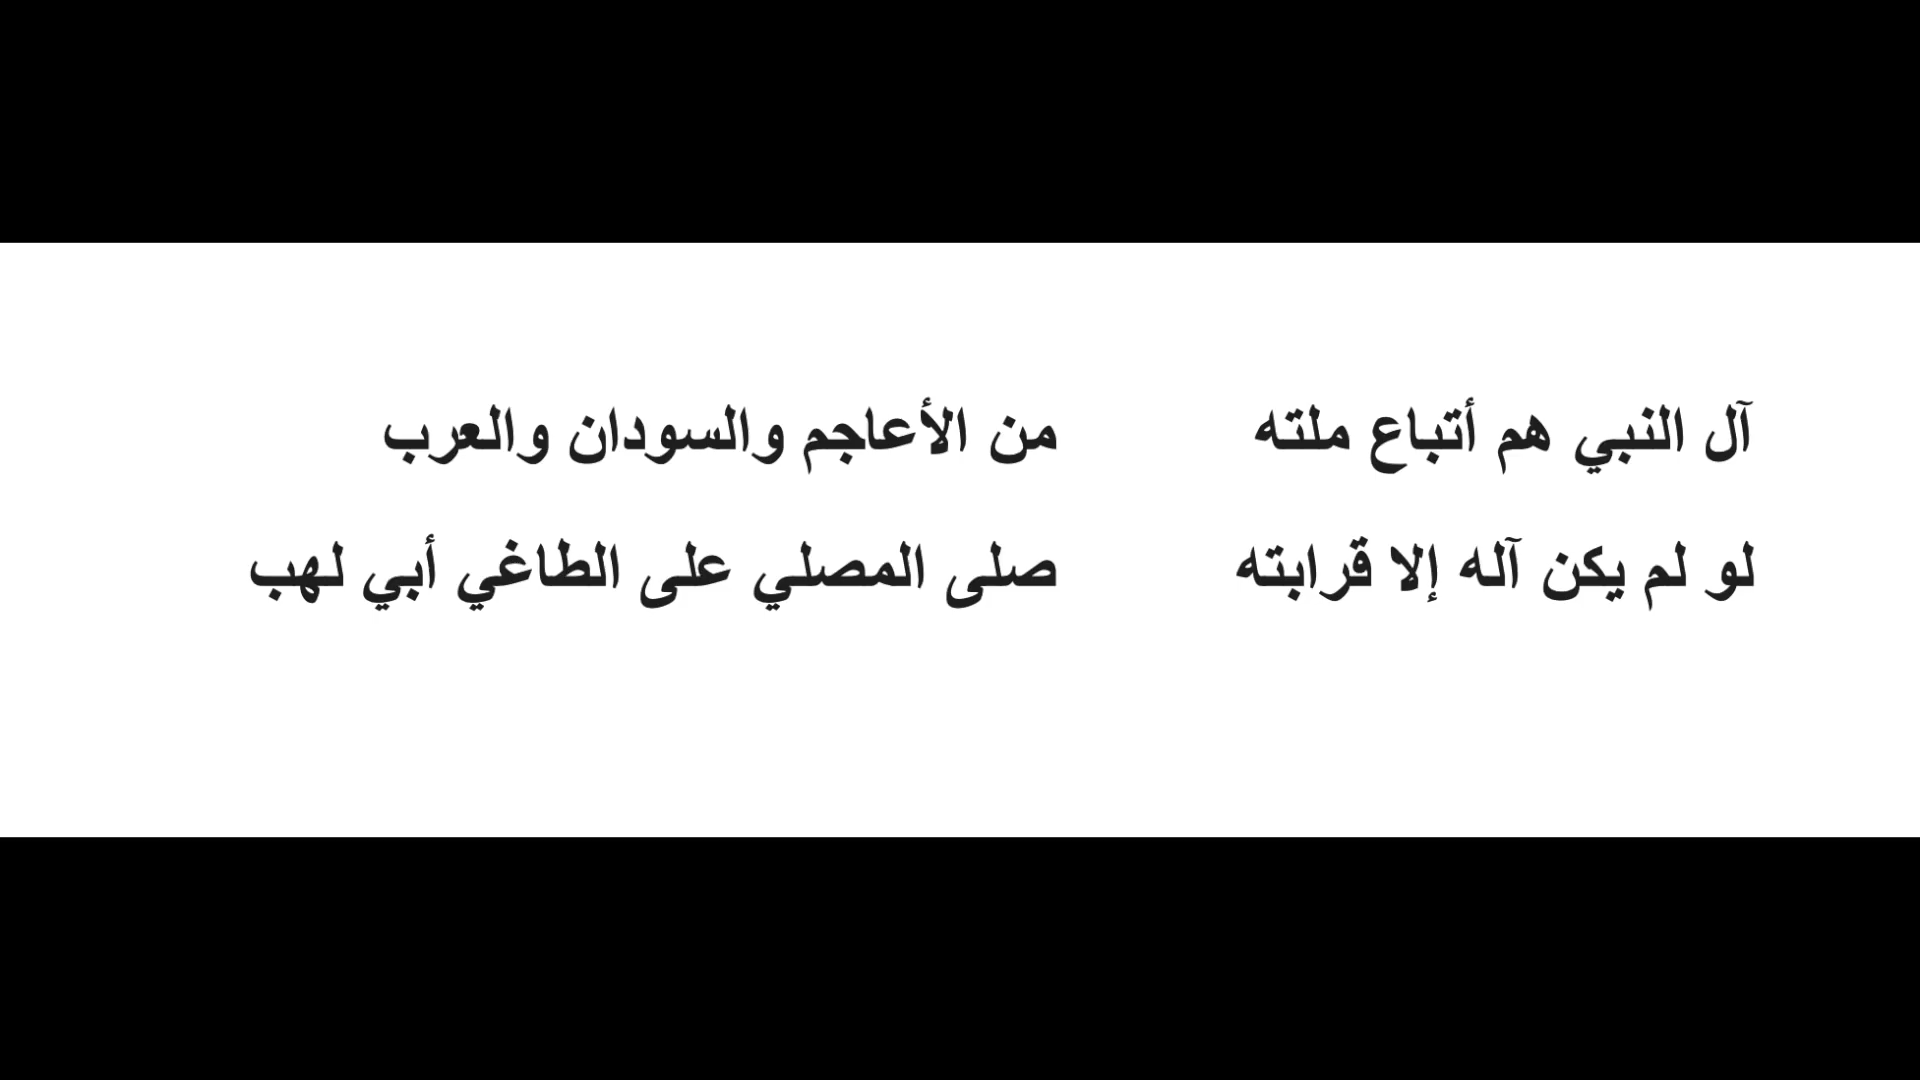 آل النبي هم أتباع ملته من الأعاجم والسودان والعرب
لو لم يكن آله إلا قرابته صلى المصلي على الطاغي أبي لهب